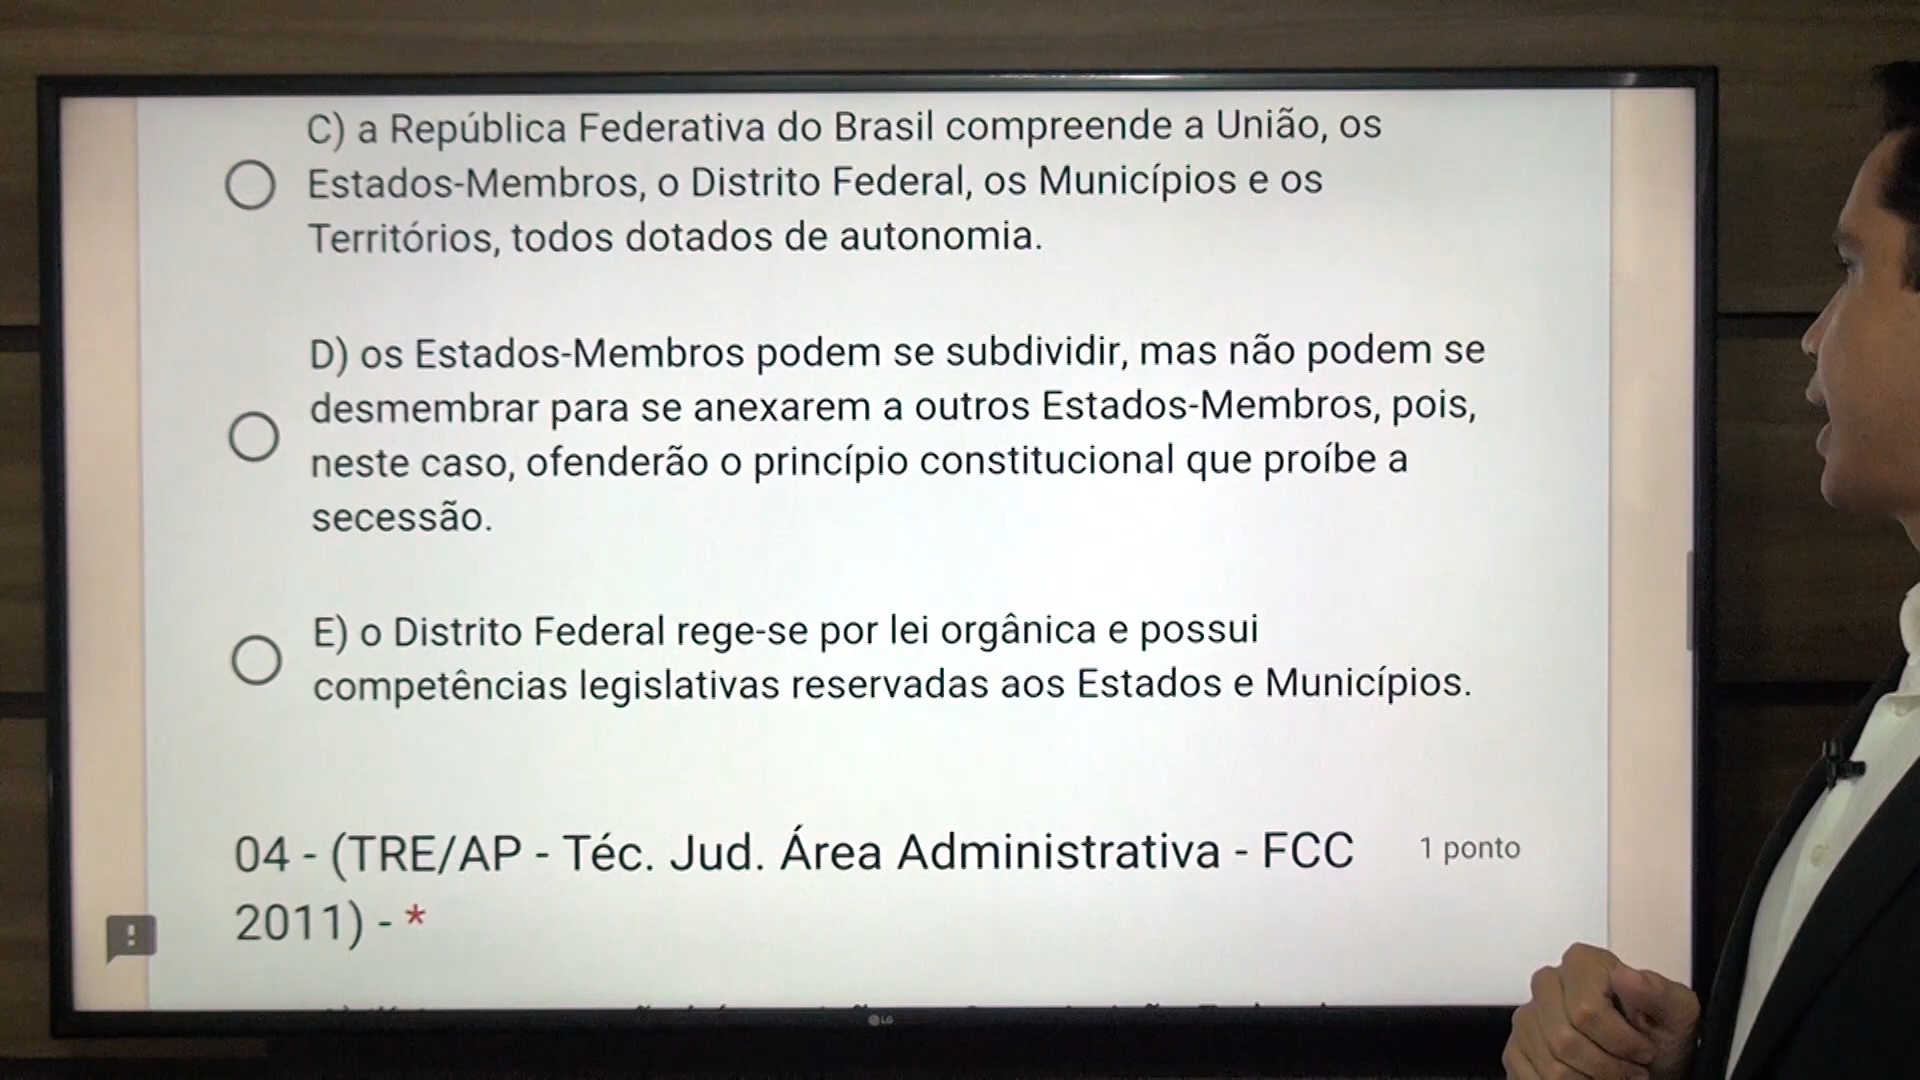 C) a República Federativa do Brasil compreende a União, os
Estados-Membros, o Distrito Federal, os Municípios e os
Territórios, todos dotados de autonomia.
D) os Estados-Membros podem se subdividir, mas não podem se
desmembrar para se anexarem a outros Estados-Membros, pois,
neste caso, ofenderão o princípio constitucional que proíbe a
secessão.
E) o Distrito Federal rege-se por lei orgânica e possui
competências legislativas reservadas aos Estados e Municípios.
04 - (TRE/AP - Téc. Jud. Área Administrativa - FCC
2011) - *
1 ponto
!
LG